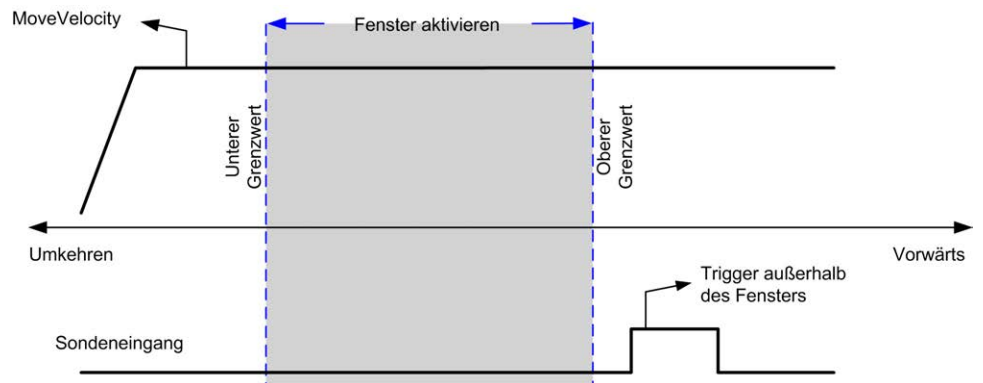 MoveVelocity
Fenster aktivieren
Unterer
Grenzwert
Oberer
Grenzwert
Umkehren
Vorwärts
Trigger außerhalb
des Fensters
Sondeneingang